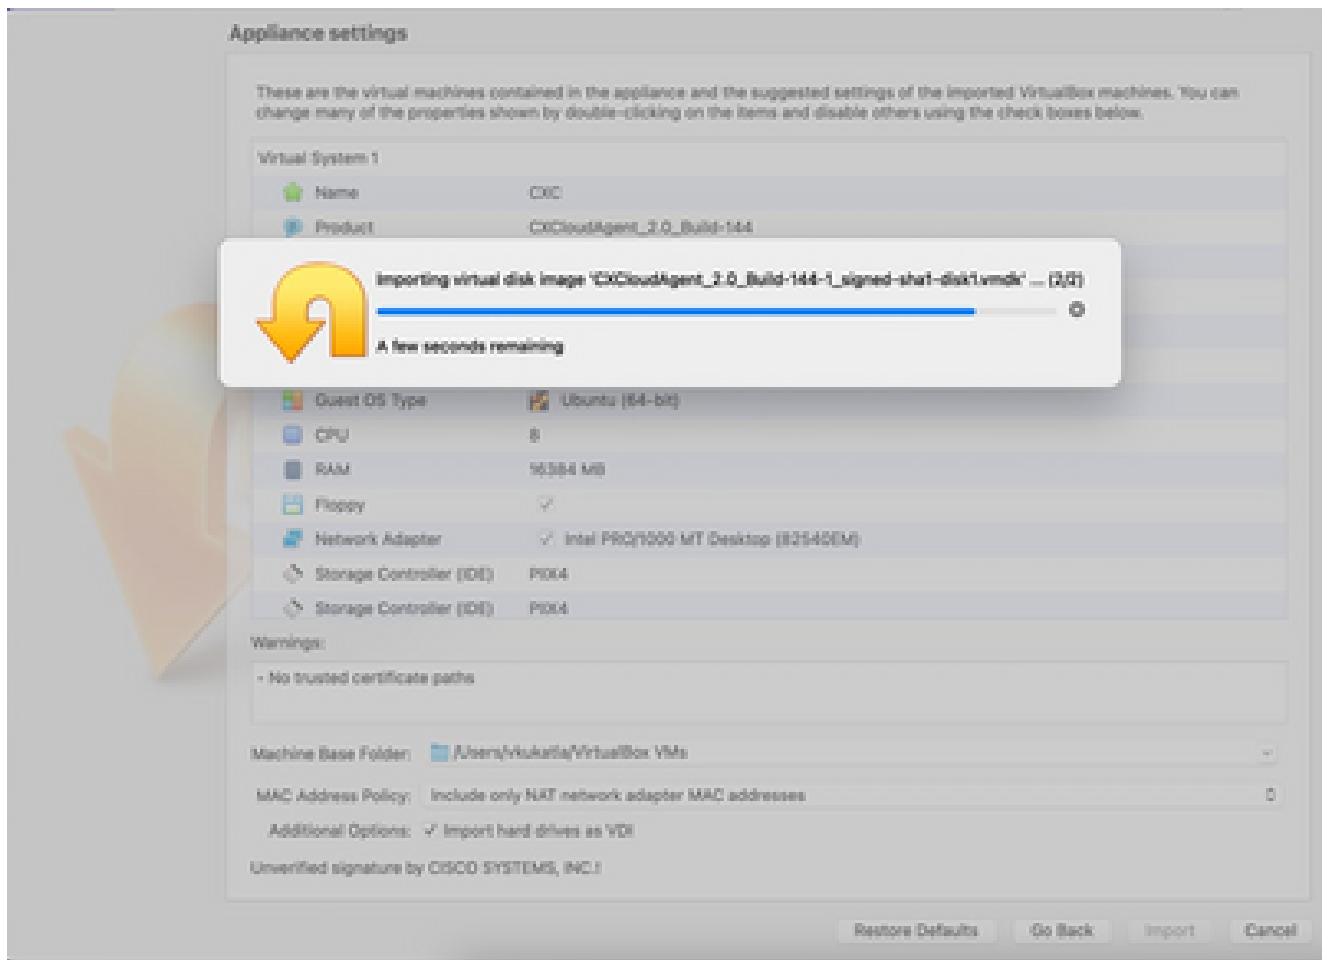 Appliance settings
These are the virtual machines contained in the appliance and the suggested settings of the imported VirtualBox machines. You can
change many of the properties shown by double-clicking on the items and disable others using the check boxes below.
Virtual System 1
Name CXC
Product CXCloudAgent_2.0_Build-144
Importing virtual disk image 'CXCloudAgent_2.0_Build-144-1_signed-sha1-disk1.vmdk' ... (2/2)
A few seconds remaining
Guest OS Type Ubuntu (64-bit)
CPU 8
RAM 16384 MB
Floppy
Network Adapter Intel PRO/1000 MT Desktop (82540EM)
Storage Controller (IDE) PIIX4
Storage Controller (IDE) PIIX4
Warnings:
- No trusted certificate paths
Machine Base Folder: /Users/vkukatla/VirtualBox VMs
MAC Address Policy: Include only NAT network adapter MAC addresses
Additional Options: Import hard drives as VDI
Unverified signature by CISCO SYSTEMS, INC.!
Restore Defaults Go Back Import Cancel